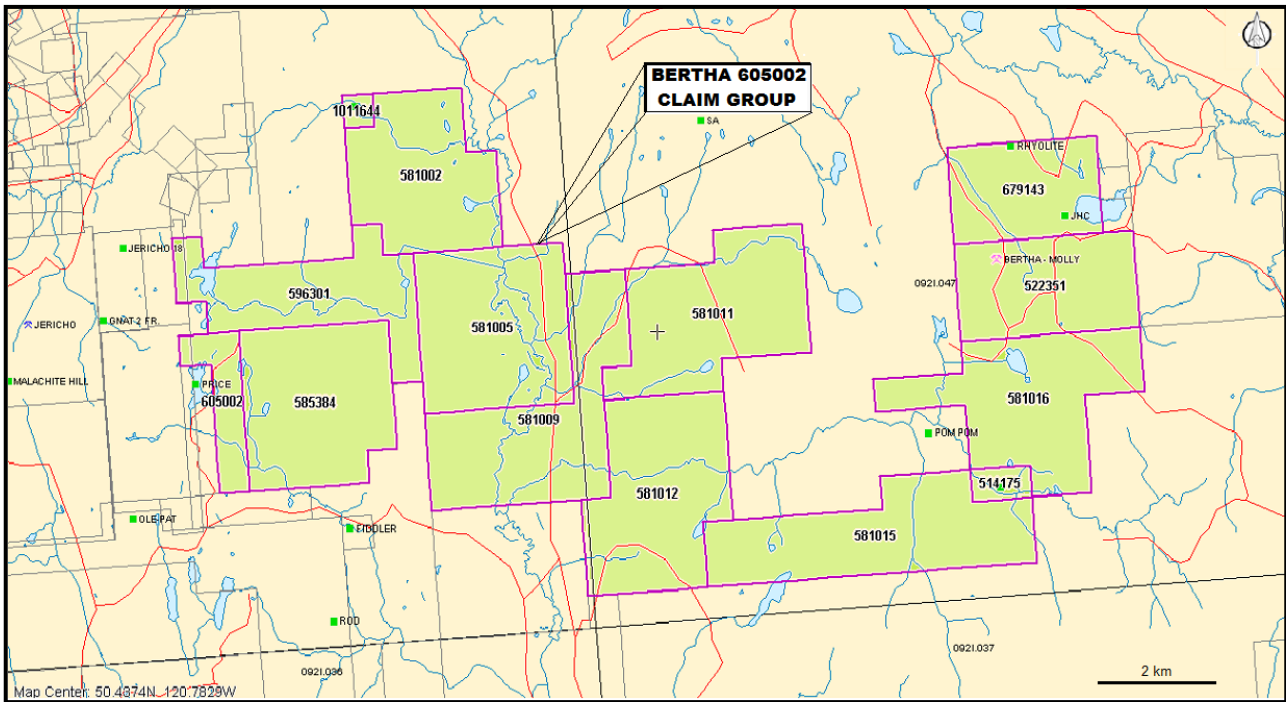 BERTHA 605002
CLAIM GROUP
1011644
SA
RHYOLITE
581002
679143
JHC
JERICHO 18
BERTHA - MOLLY
092I.047
522351
596301
GNAT-2 FR.
JERICHO
581005
581011
MALACHITE HILL
PRICE
605002
585384
581009
581016
POM POM
514175
581012
OLE PAT
FIDDLER
581015
ROD
092I.036
092I.037
2 km
Map Center: 50.4374N, 120.7829W